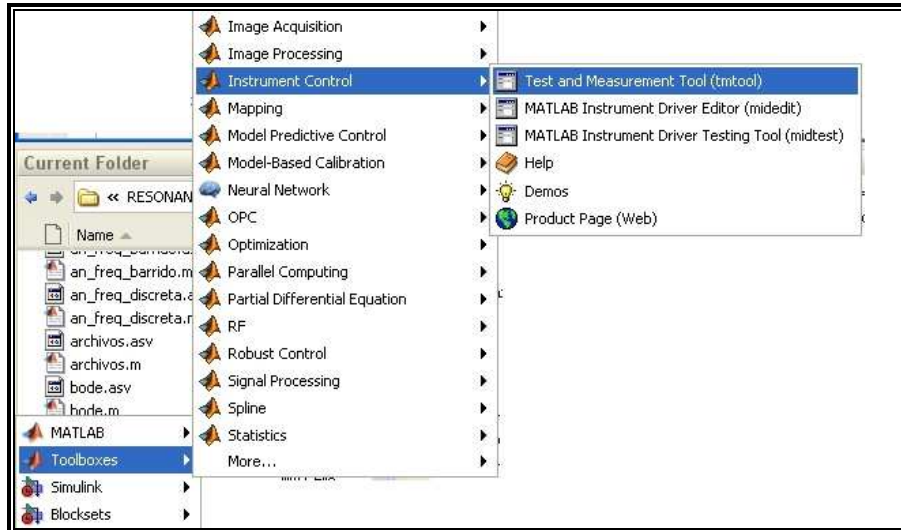 Image Acquisition
Image Processing
Instrument Control
Mapping
Model Predictive Control
Model-Based Calibration
Neural Network
OPC
Optimization
Parallel Computing
Partial Differential Equation
RF
Robust Control
Signal Processing
Spline
Statistics
More...
Test and Measurement Tool (tmtool)
MATLAB Instrument Driver Editor (midedit)
MATLAB Instrument Driver Testing Tool (midtest)
Help
Demos
Product Page (Web)
Current Folder
« RESONAN
Name
an_freq_barrido.m
an_freq_discreta.a
an_freq_discreta.r
archivos.asv
archivos.m
bode.asv
bode.m
MATLAB
Toolboxes
Simulink
Blocksets